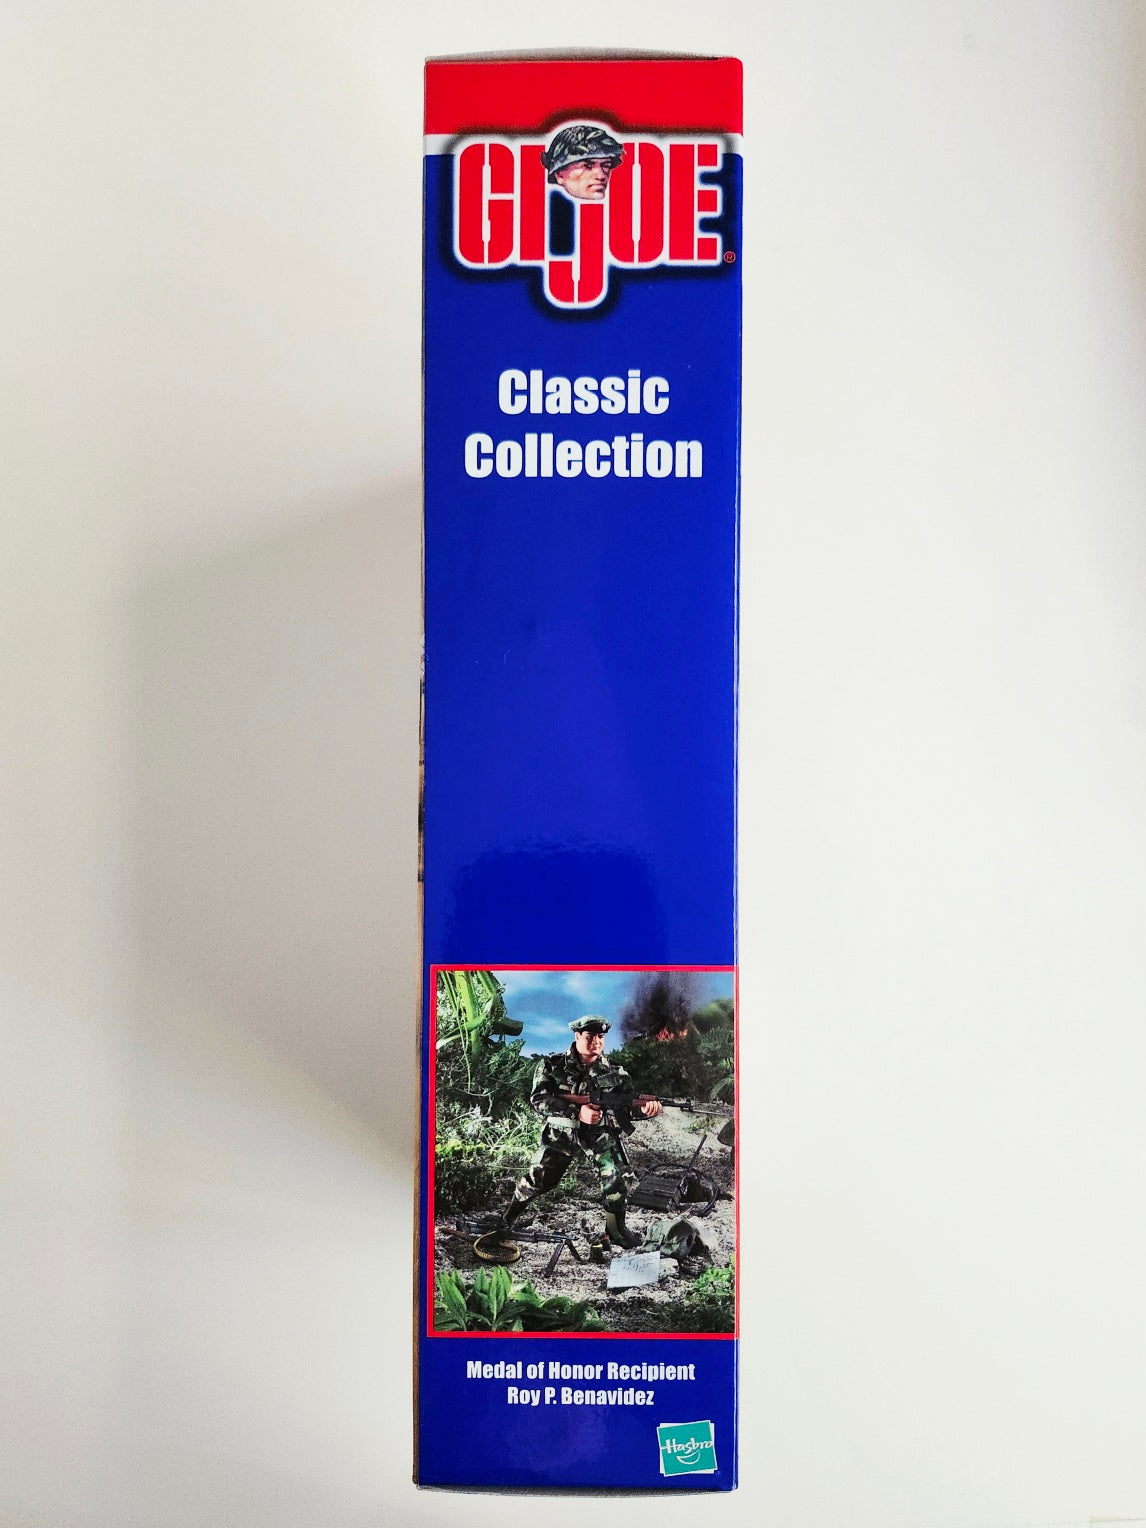 GI JOE®
Classic
Collection
Medal of Honor Recipient
Roy P. Benavidez
Hasbro